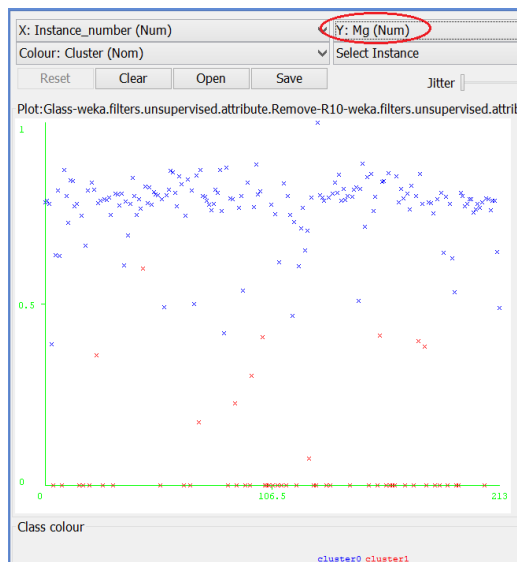 X: Instance_number (Num)
Y: Mg (Num)
Colour: Cluster (Nom)
Select Instance
Reset
Clear
Open
Save
Jitter
Plot:Glass-weka.filters.unsupervised.attribute.Remove-R10-weka.filters.unsupervised.attrib
1
0.5
0
0
106.5
213
Class colour
cluster0 cluster1